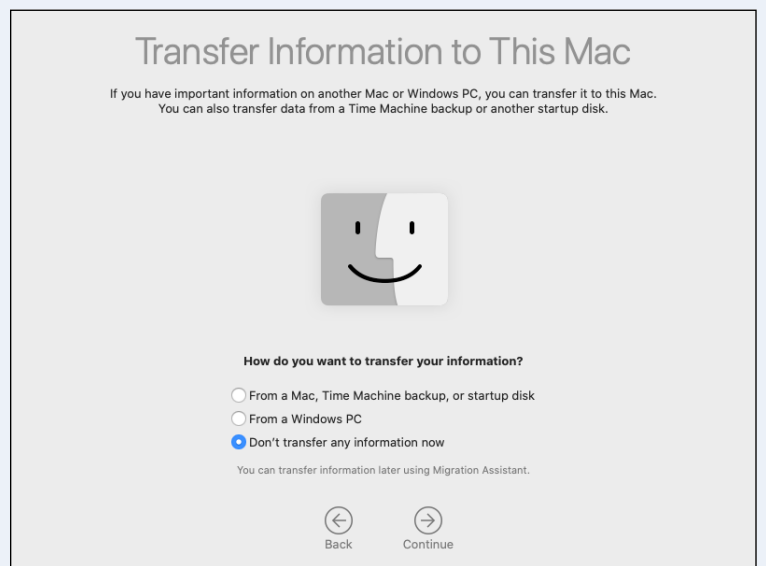 Transfer Information to This Mac
If you have important information on another Mac or Windows PC, you can transfer it to this Mac.
You can also transfer data from a Time Machine backup or another startup disk.
How do you want to transfer your information?
From a Mac, Time Machine backup, or startup disk
From a Windows PC
Don’t transfer any information now
You can transfer information later using Migration Assistant.
Back Continue